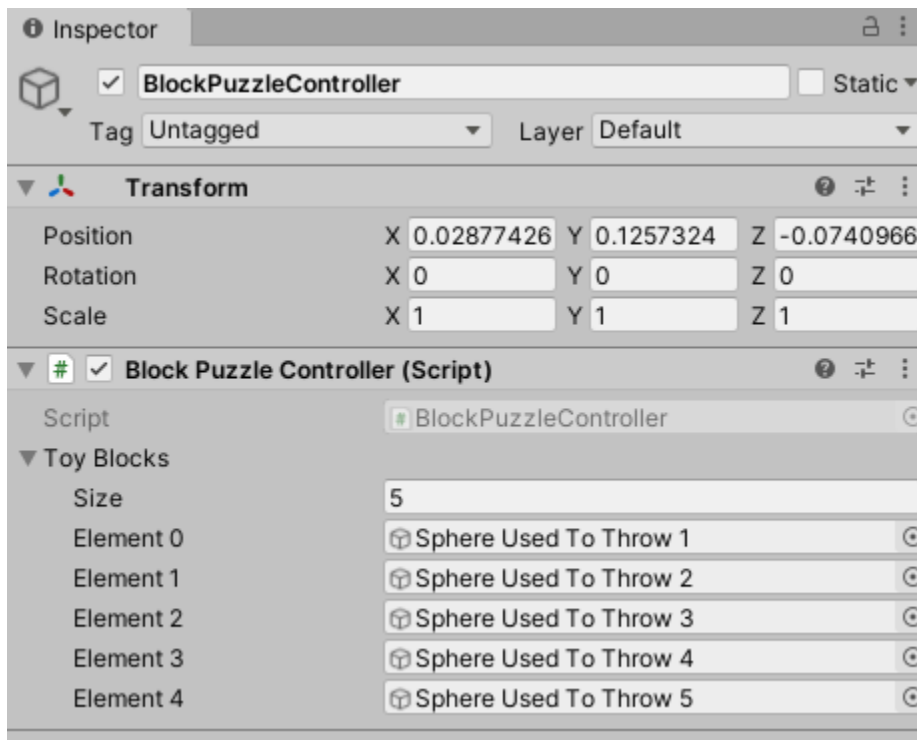 Inspector
BlockPuzzleController Static
Tag Untagged Layer Default
Transform
Position X 0.02877426 Y 0.1257324 Z -0.0740966
Rotation X 0 Y 0 Z 0
Scale X 1 Y 1 Z 1
# Block Puzzle Controller (Script)
Script # BlockPuzzleController
Toy Blocks
Size 5
Element 0 Sphere Used To Throw 1
Element 1 Sphere Used To Throw 2
Element 2 Sphere Used To Throw 3
Element 3 Sphere Used To Throw 4
Element 4 Sphere Used To Throw 5